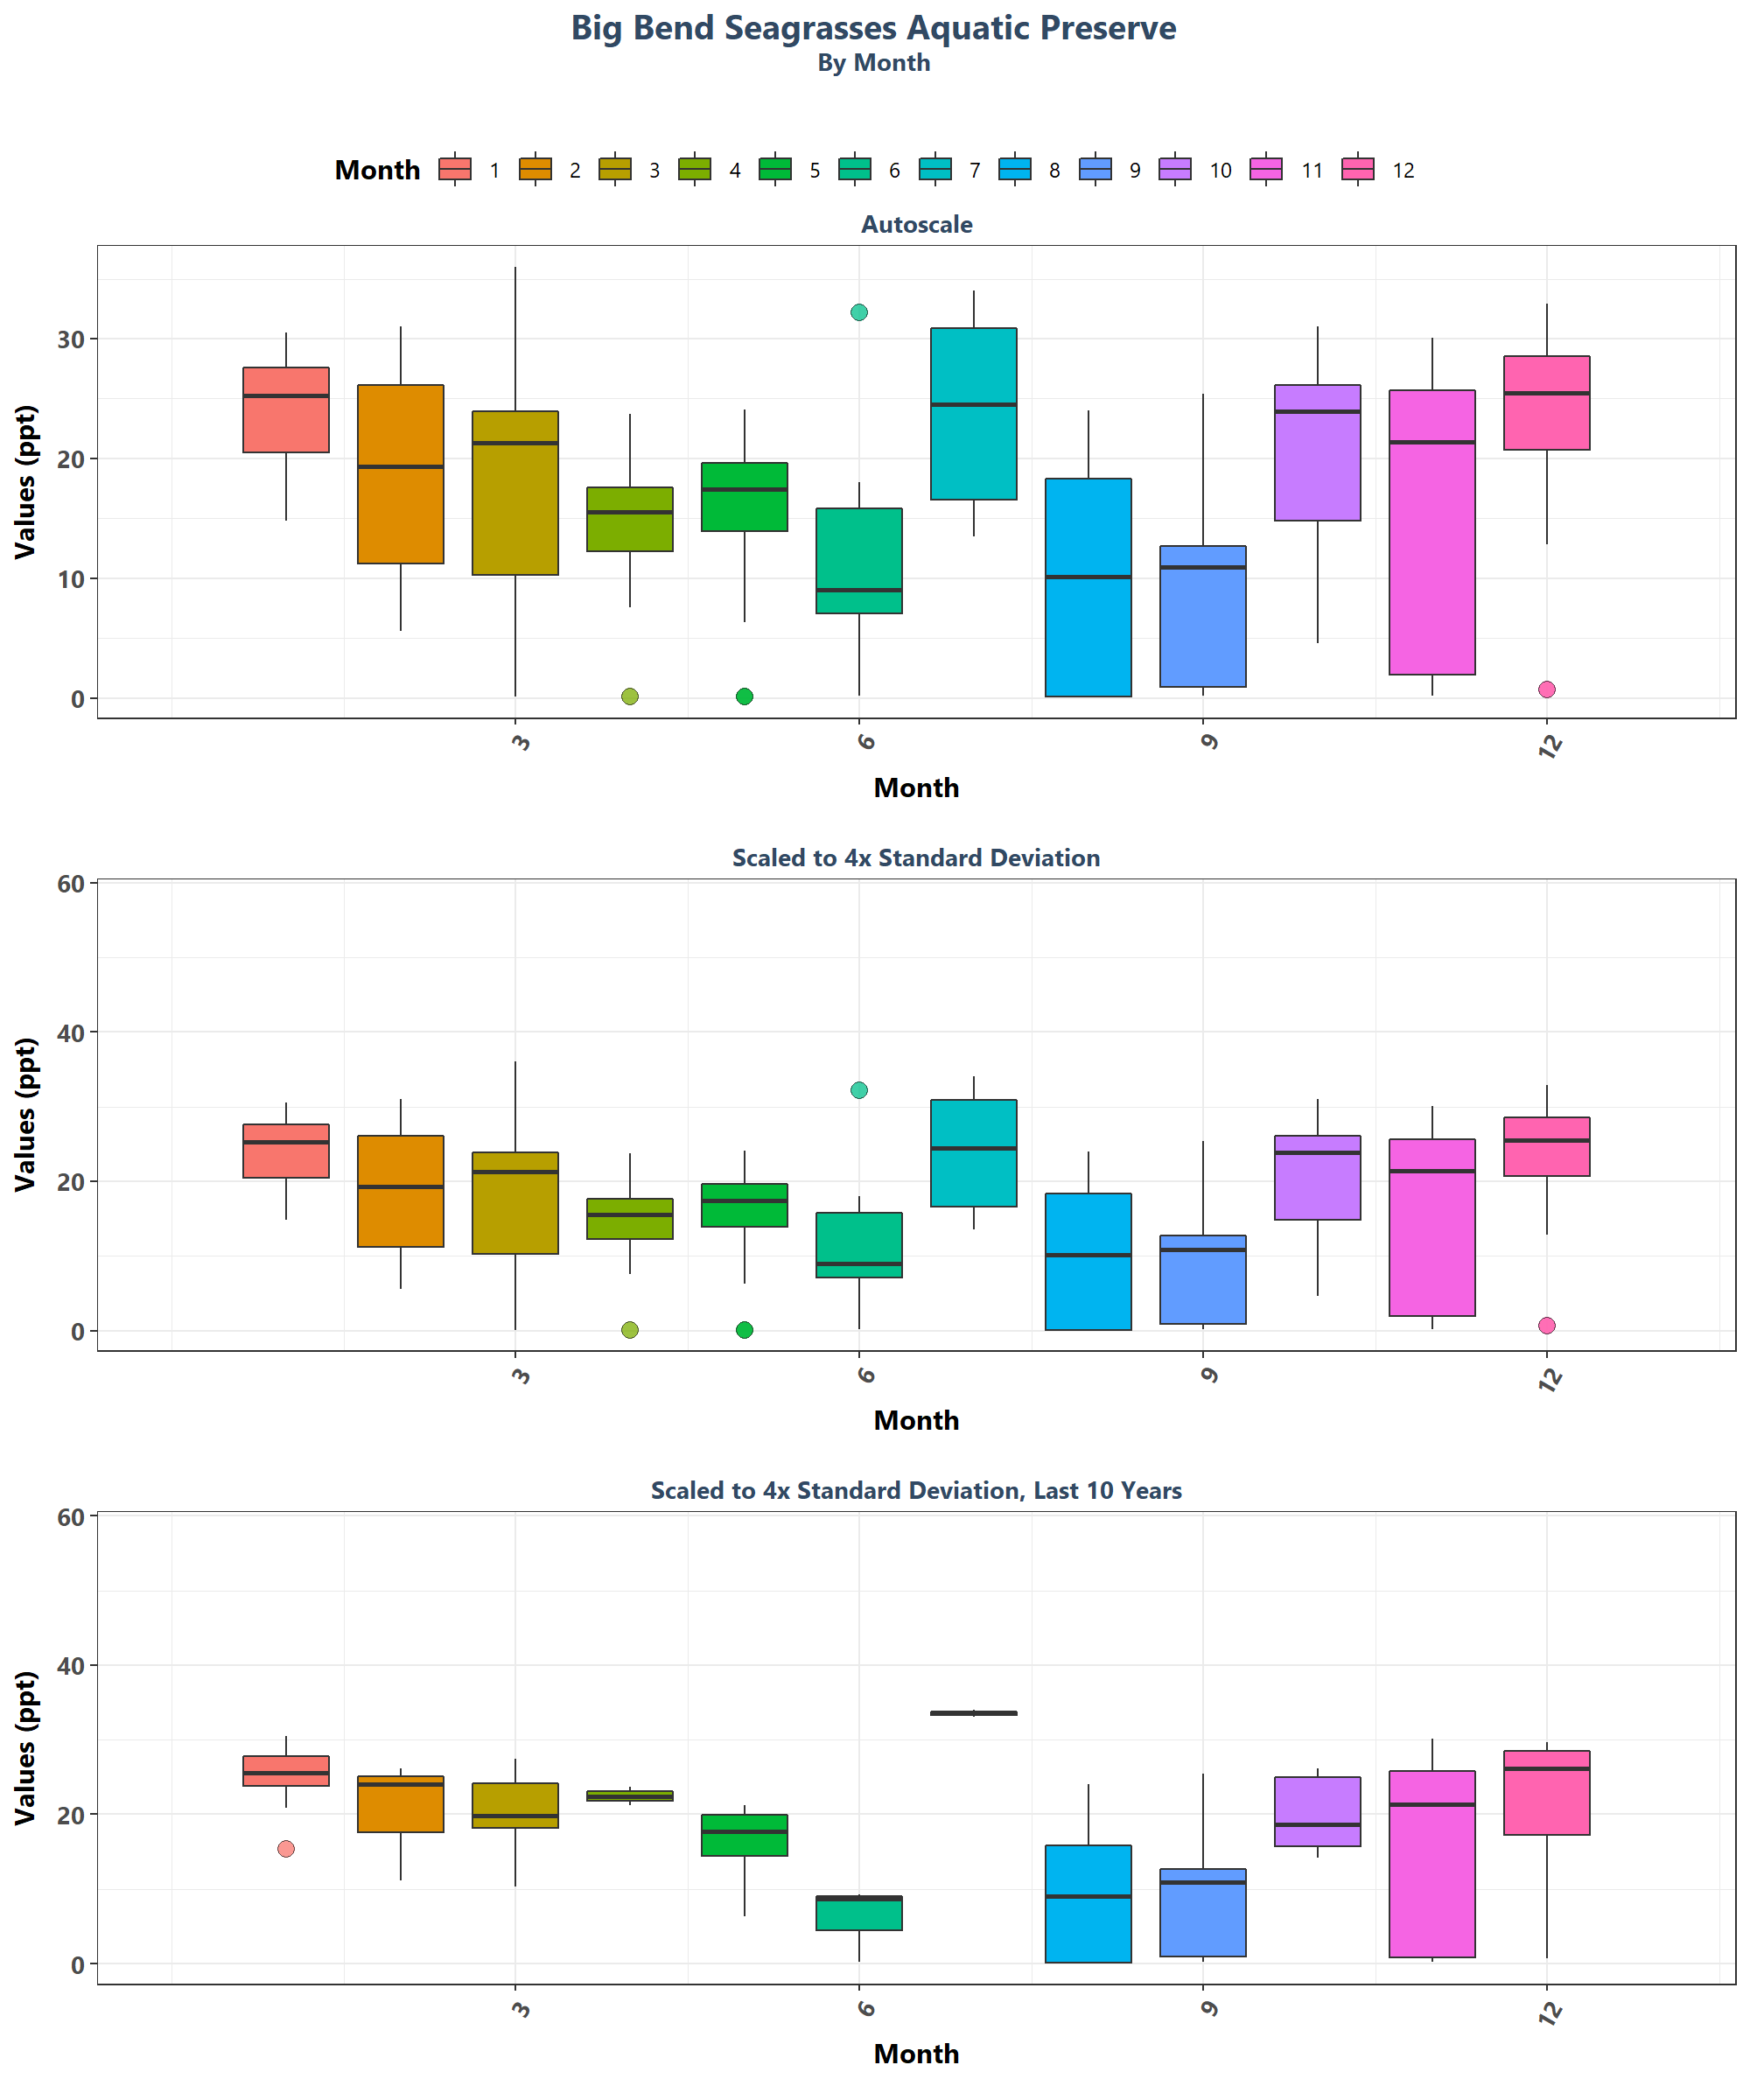 Big Bend Seagrasses Aquatic Preserve
By Month
Month 1 2 3 4 5 6 7 8 9 10 11 12
Autoscale
Values (ppt)
30
20
10
0
3 6 9 12
Month
Scaled to 4x Standard Deviation
Values (ppt)
60
40
20
0
3 6 9 12
Month
Scaled to 4x Standard Deviation, Last 10 Years
Values (ppt)
60
40
20
0
3 6 9 12
Month